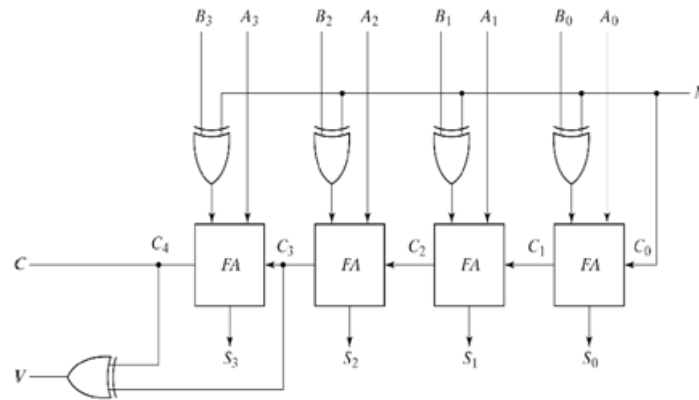 B3 A3 B2 A2 B1 A1 B0 A0
C4 C3 C2 C1 C0
C FA FA FA FA
S3 S2 S1 S0
V